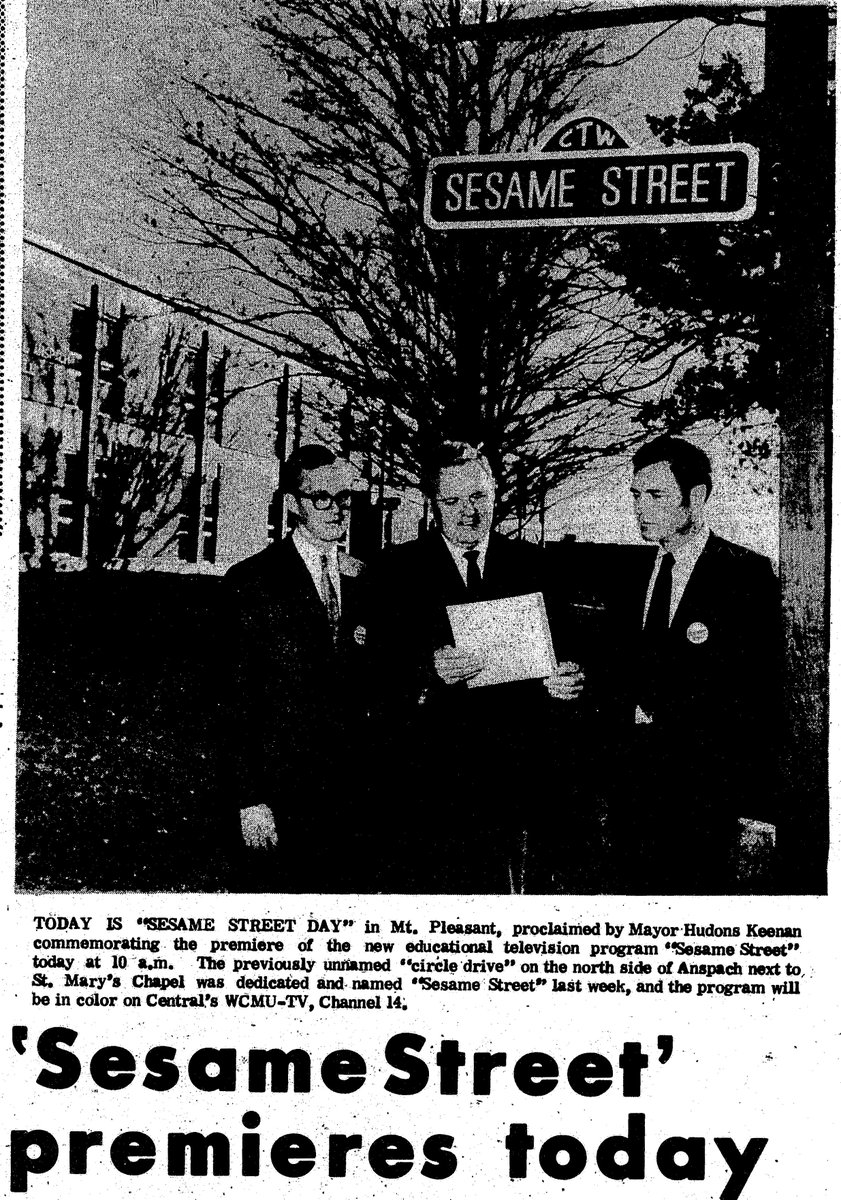 CTW
SESAME STREET
TODAY IS "SESAME STREET DAY" in Mt. Pleasant, proclaimed by Mayor Hudons Keenan
commemorating the premiere of the new educational television program "Sesame Street"
today at 10 a.m. The previously unnamed "circle drive" on the north side of Anspach next to
St. Mary's Chapel was dedicated and named "Sesame Street" last week, and the program will
be in color on Central's WCMU-TV, Channel 14.
'Sesame Street'
premieres today